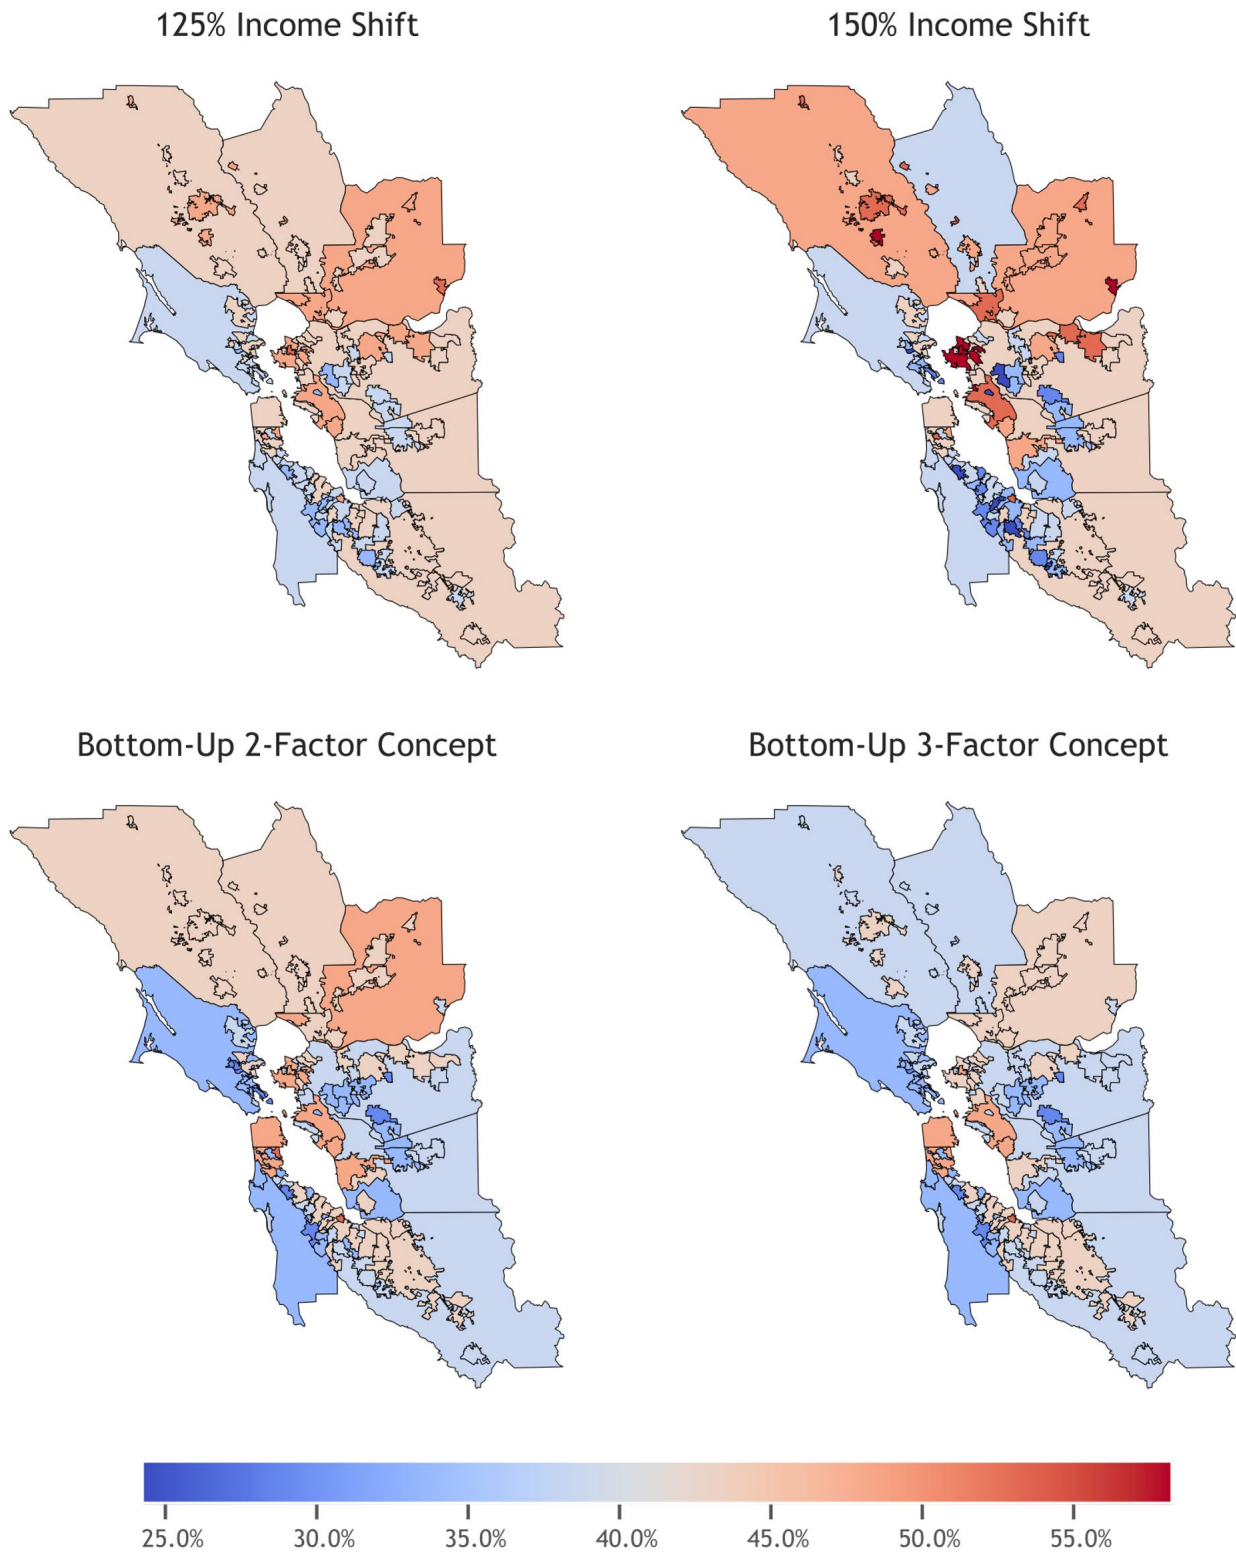 125% Income Shift
150% Income Shift
Bottom-Up 2-Factor Concept
Bottom-Up 3-Factor Concept
25.0% 30.0% 35.0% 40.0% 45.0% 50.0% 55.0%